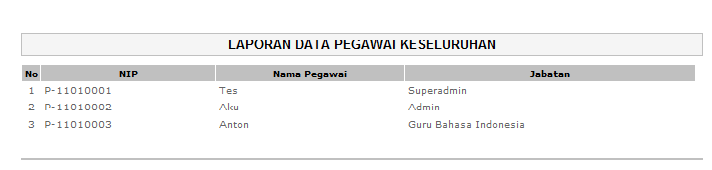 LAPORAN DATA PEGAWAI KESELURUHAN
No NIP Nama Pegawai Jabatan
1 P-11010001 Tes Superadmin
2 P-11010002 Aku Admin
3 P-11010003 Anton Guru Bahasa Indonesia